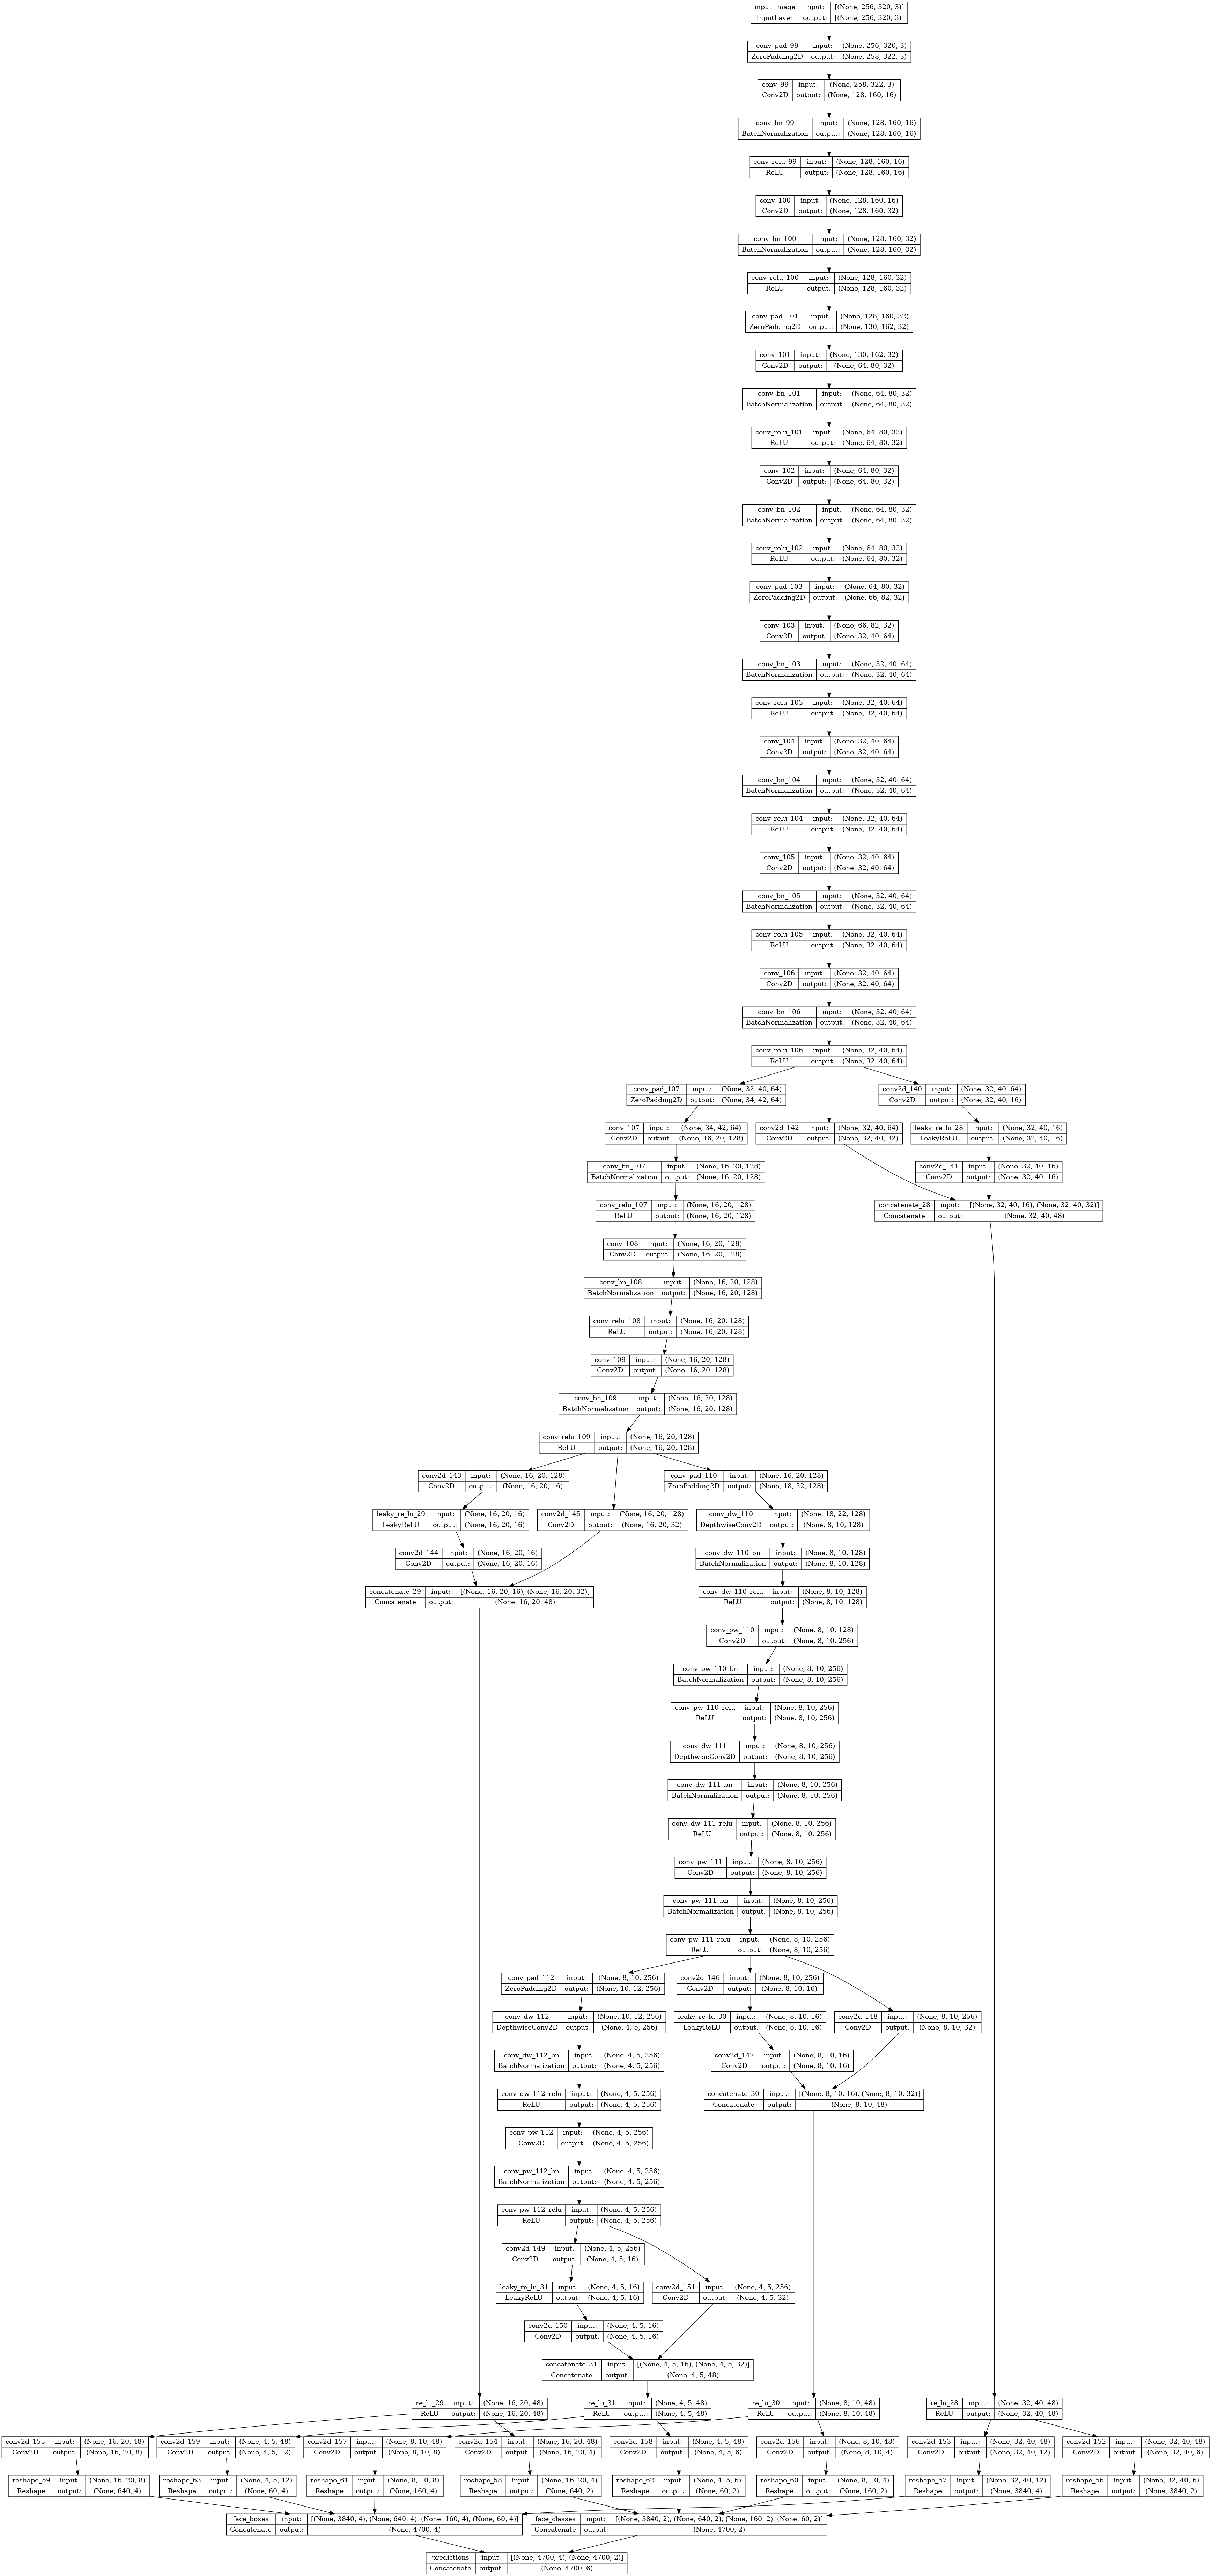 input_image input: [(None, 256, 320, 3)]
InputLayer output: [(None, 256, 320, 3)]
conv_pad_99 input: (None, 256, 320, 3)
ZeroPadding2D output: (None, 258, 322, 3)
conv_99 input: (None, 258, 322, 3)
Conv2D output: (None, 128, 160, 16)
conv_bn_99 input: (None, 128, 160, 16)
BatchNormalization output: (None, 128, 160, 16)
conv_relu_99 input: (None, 128, 160, 16)
ReLU output: (None, 128, 160, 16)
conv_100 input: (None, 128, 160, 16)
Conv2D output: (None, 128, 160, 32)
conv_bn_100 input: (None, 128, 160, 32)
BatchNormalization output: (None, 128, 160, 32)
conv_relu_100 input: (None, 128, 160, 32)
ReLU output: (None, 128, 160, 32)
conv_pad_101 input: (None, 128, 160, 32)
ZeroPadding2D output: (None, 130, 162, 32)
conv_101 input: (None, 130, 162, 32)
Conv2D output: (None, 64, 80, 32)
conv_bn_101 input: (None, 64, 80, 32)
BatchNormalization output: (None, 64, 80, 32)
conv_relu_101 input: (None, 64, 80, 32)
ReLU output: (None, 64, 80, 32)
conv_102 input: (None, 64, 80, 32)
Conv2D output: (None, 64, 80, 32)
conv_bn_102 input: (None, 64, 80, 32)
BatchNormalization output: (None, 64, 80, 32)
conv_relu_102 input: (None, 64, 80, 32)
ReLU output: (None, 64, 80, 32)
conv_pad_103 input: (None, 64, 80, 32)
ZeroPadding2D output: (None, 66, 82, 32)
conv_103 input: (None, 66, 82, 32)
Conv2D output: (None, 32, 40, 64)
conv_bn_103 input: (None, 32, 40, 64)
BatchNormalization output: (None, 32, 40, 64)
conv_relu_103 input: (None, 32, 40, 64)
ReLU output: (None, 32, 40, 64)
conv_104 input: (None, 32, 40, 64)
Conv2D output: (None, 32, 40, 64)
conv_bn_104 input: (None, 32, 40, 64)
BatchNormalization output: (None, 32, 40, 64)
conv_relu_104 input: (None, 32, 40, 64)
ReLU output: (None, 32, 40, 64)
conv_105 input: (None, 32, 40, 64)
Conv2D output: (None, 32, 40, 64)
conv_bn_105 input: (None, 32, 40, 64)
BatchNormalization output: (None, 32, 40, 64)
conv_relu_105 input: (None, 32, 40, 64)
ReLU output: (None, 32, 40, 64)
conv_106 input: (None, 32, 40, 64)
Conv2D output: (None, 32, 40, 64)
conv_bn_106 input: (None, 32, 40, 64)
BatchNormalization output: (None, 32, 40, 64)
conv_relu_106 input: (None, 32, 40, 64)
ReLU output: (None, 32, 40, 64)
conv_pad_107 input: (None, 32, 40, 64)
ZeroPadding2D output: (None, 34, 42, 64)
conv2d_140 input: (None, 32, 40, 64)
Conv2D output: (None, 32, 40, 16)
conv_107 input: (None, 34, 42, 64)
Conv2D output: (None, 16, 20, 128)
conv2d_142 input: (None, 32, 40, 64)
Conv2D output: (None, 32, 40, 32)
leaky_re_lu_28 input: (None, 32, 40, 16)
LeakyReLU output: (None, 32, 40, 16)
conv_bn_107 input: (None, 16, 20, 128)
BatchNormalization output: (None, 16, 20, 128)
conv2d_141 input: (None, 32, 40, 16)
Conv2D output: (None, 32, 40, 16)
conv_relu_107 input: (None, 16, 20, 128)
ReLU output: (None, 16, 20, 128)
concatenate_28 input: [(None, 32, 40, 16), (None, 32, 40, 32)]
Concatenate output: (None, 32, 40, 48)
conv_108 input: (None, 16, 20, 128)
Conv2D output: (None, 16, 20, 128)
conv_bn_108 input: (None, 16, 20, 128)
BatchNormalization output: (None, 16, 20, 128)
conv_relu_108 input: (None, 16, 20, 128)
ReLU output: (None, 16, 20, 128)
conv_109 input: (None, 16, 20, 128)
Conv2D output: (None, 16, 20, 128)
conv_bn_109 input: (None, 16, 20, 128)
BatchNormalization output: (None, 16, 20, 128)
conv_relu_109 input: (None, 16, 20, 128)
ReLU output: (None, 16, 20, 128)
conv2d_143 input: (None, 16, 20, 128)
Conv2D output: (None, 16, 20, 16)
conv_pad_110 input: (None, 16, 20, 128)
ZeroPadding2D output: (None, 18, 22, 128)
leaky_re_lu_29 input: (None, 16, 20, 16)
LeakyReLU output: (None, 16, 20, 16)
conv2d_145 input: (None, 16, 20, 128)
Conv2D output: (None, 16, 20, 32)
conv_dw_110 input: (None, 18, 22, 128)
DepthwiseConv2D output: (None, 8, 10, 128)
conv2d_144 input: (None, 16, 20, 16)
Conv2D output: (None, 16, 20, 16)
conv_dw_110_bn input: (None, 8, 10, 128)
BatchNormalization output: (None, 8, 10, 128)
concatenate_29 input: [(None, 16, 20, 16), (None, 16, 20, 32)]
Concatenate output: (None, 16, 20, 48)
conv_dw_110_relu input: (None, 8, 10, 128)
ReLU output: (None, 8, 10, 128)
conv_pw_110 input: (None, 8, 10, 128)
Conv2D output: (None, 8, 10, 256)
conv_pw_110_bn input: (None, 8, 10, 256)
BatchNormalization output: (None, 8, 10, 256)
conv_pw_110_relu input: (None, 8, 10, 256)
ReLU output: (None, 8, 10, 256)
conv_dw_111 input: (None, 8, 10, 256)
DepthwiseConv2D output: (None, 8, 10, 256)
conv_dw_111_bn input: (None, 8, 10, 256)
BatchNormalization output: (None, 8, 10, 256)
conv_dw_111_relu input: (None, 8, 10, 256)
ReLU output: (None, 8, 10, 256)
conv_pw_111 input: (None, 8, 10, 256)
Conv2D output: (None, 8, 10, 256)
conv_pw_111_bn input: (None, 8, 10, 256)
BatchNormalization output: (None, 8, 10, 256)
conv_pw_111_relu input: (None, 8, 10, 256)
ReLU output: (None, 8, 10, 256)
conv_pad_112 input: (None, 8, 10, 256)
ZeroPadding2D output: (None, 10, 12, 256)
conv2d_146 input: (None, 8, 10, 256)
Conv2D output: (None, 8, 10, 16)
conv_dw_112 input: (None, 10, 12, 256)
DepthwiseConv2D output: (None, 4, 5, 256)
leaky_re_lu_30 input: (None, 8, 10, 16)
LeakyReLU output: (None, 8, 10, 16)
conv2d_148 input: (None, 8, 10, 256)
Conv2D output: (None, 8, 10, 32)
conv_dw_112_bn input: (None, 4, 5, 256)
BatchNormalization output: (None, 4, 5, 256)
conv2d_147 input: (None, 8, 10, 16)
Conv2D output: (None, 8, 10, 16)
conv_dw_112_relu input: (None, 4, 5, 256)
ReLU output: (None, 4, 5, 256)
concatenate_30 input: [(None, 8, 10, 16), (None, 8, 10, 32)]
Concatenate output: (None, 8, 10, 48)
conv_pw_112 input: (None, 4, 5, 256)
Conv2D output: (None, 4, 5, 256)
conv_pw_112_bn input: (None, 4, 5, 256)
BatchNormalization output: (None, 4, 5, 256)
conv_pw_112_relu input: (None, 4, 5, 256)
ReLU output: (None, 4, 5, 256)
conv2d_149 input: (None, 4, 5, 256)
Conv2D output: (None, 4, 5, 16)
leaky_re_lu_31 input: (None, 4, 5, 16)
LeakyReLU output: (None, 4, 5, 16)
conv2d_151 input: (None, 4, 5, 256)
Conv2D output: (None, 4, 5, 32)
conv2d_150 input: (None, 4, 5, 16)
Conv2D output: (None, 4, 5, 16)
concatenate_31 input: [(None, 4, 5, 16), (None, 4, 5, 32)]
Concatenate output: (None, 4, 5, 48)
re_lu_29 input: (None, 16, 20, 48)
ReLU output: (None, 16, 20, 48)
re_lu_31 input: (None, 4, 5, 48)
ReLU output: (None, 4, 5, 48)
re_lu_30 input: (None, 8, 10, 48)
ReLU output: (None, 8, 10, 48)
re_lu_28 input: (None, 32, 40, 48)
ReLU output: (None, 32, 40, 48)
conv2d_155 input: (None, 16, 20, 48)
Conv2D output: (None, 16, 20, 8)
conv2d_159 input: (None, 4, 5, 48)
Conv2D output: (None, 4, 5, 12)
conv2d_157 input: (None, 8, 10, 48)
Conv2D output: (None, 8, 10, 8)
conv2d_154 input: (None, 16, 20, 48)
Conv2D output: (None, 16, 20, 4)
conv2d_158 input: (None, 4, 5, 48)
Conv2D output: (None, 4, 5, 6)
conv2d_156 input: (None, 8, 10, 48)
Conv2D output: (None, 8, 10, 4)
conv2d_153 input: (None, 32, 40, 48)
Conv2D output: (None, 32, 40, 12)
conv2d_152 input: (None, 32, 40, 48)
Conv2D output: (None, 32, 40, 6)
reshape_59 input: (None, 16, 20, 8)
Reshape output: (None, 640, 4)
reshape_63 input: (None, 4, 5, 12)
Reshape output: (None, 60, 4)
reshape_61 input: (None, 8, 10, 8)
Reshape output: (None, 160, 4)
reshape_58 input: (None, 16, 20, 4)
Reshape output: (None, 640, 2)
reshape_62 input: (None, 4, 5, 6)
Reshape output: (None, 60, 2)
reshape_60 input: (None, 8, 10, 4)
Reshape output: (None, 160, 2)
reshape_57 input: (None, 32, 40, 12)
Reshape output: (None, 3840, 4)
reshape_56 input: (None, 32, 40, 6)
Reshape output: (None, 3840, 2)
face_boxes input: [(None, 3840, 4), (None, 640, 4), (None, 160, 4), (None, 60, 4)]
Concatenate output: (None, 4700, 4)
face_classes input: [(None, 3840, 2), (None, 640, 2), (None, 160, 2), (None, 60, 2)]
Concatenate output: (None, 4700, 2)
predictions input: [(None, 4700, 4), (None, 4700, 2)]
Concatenate output: (None, 4700, 6)